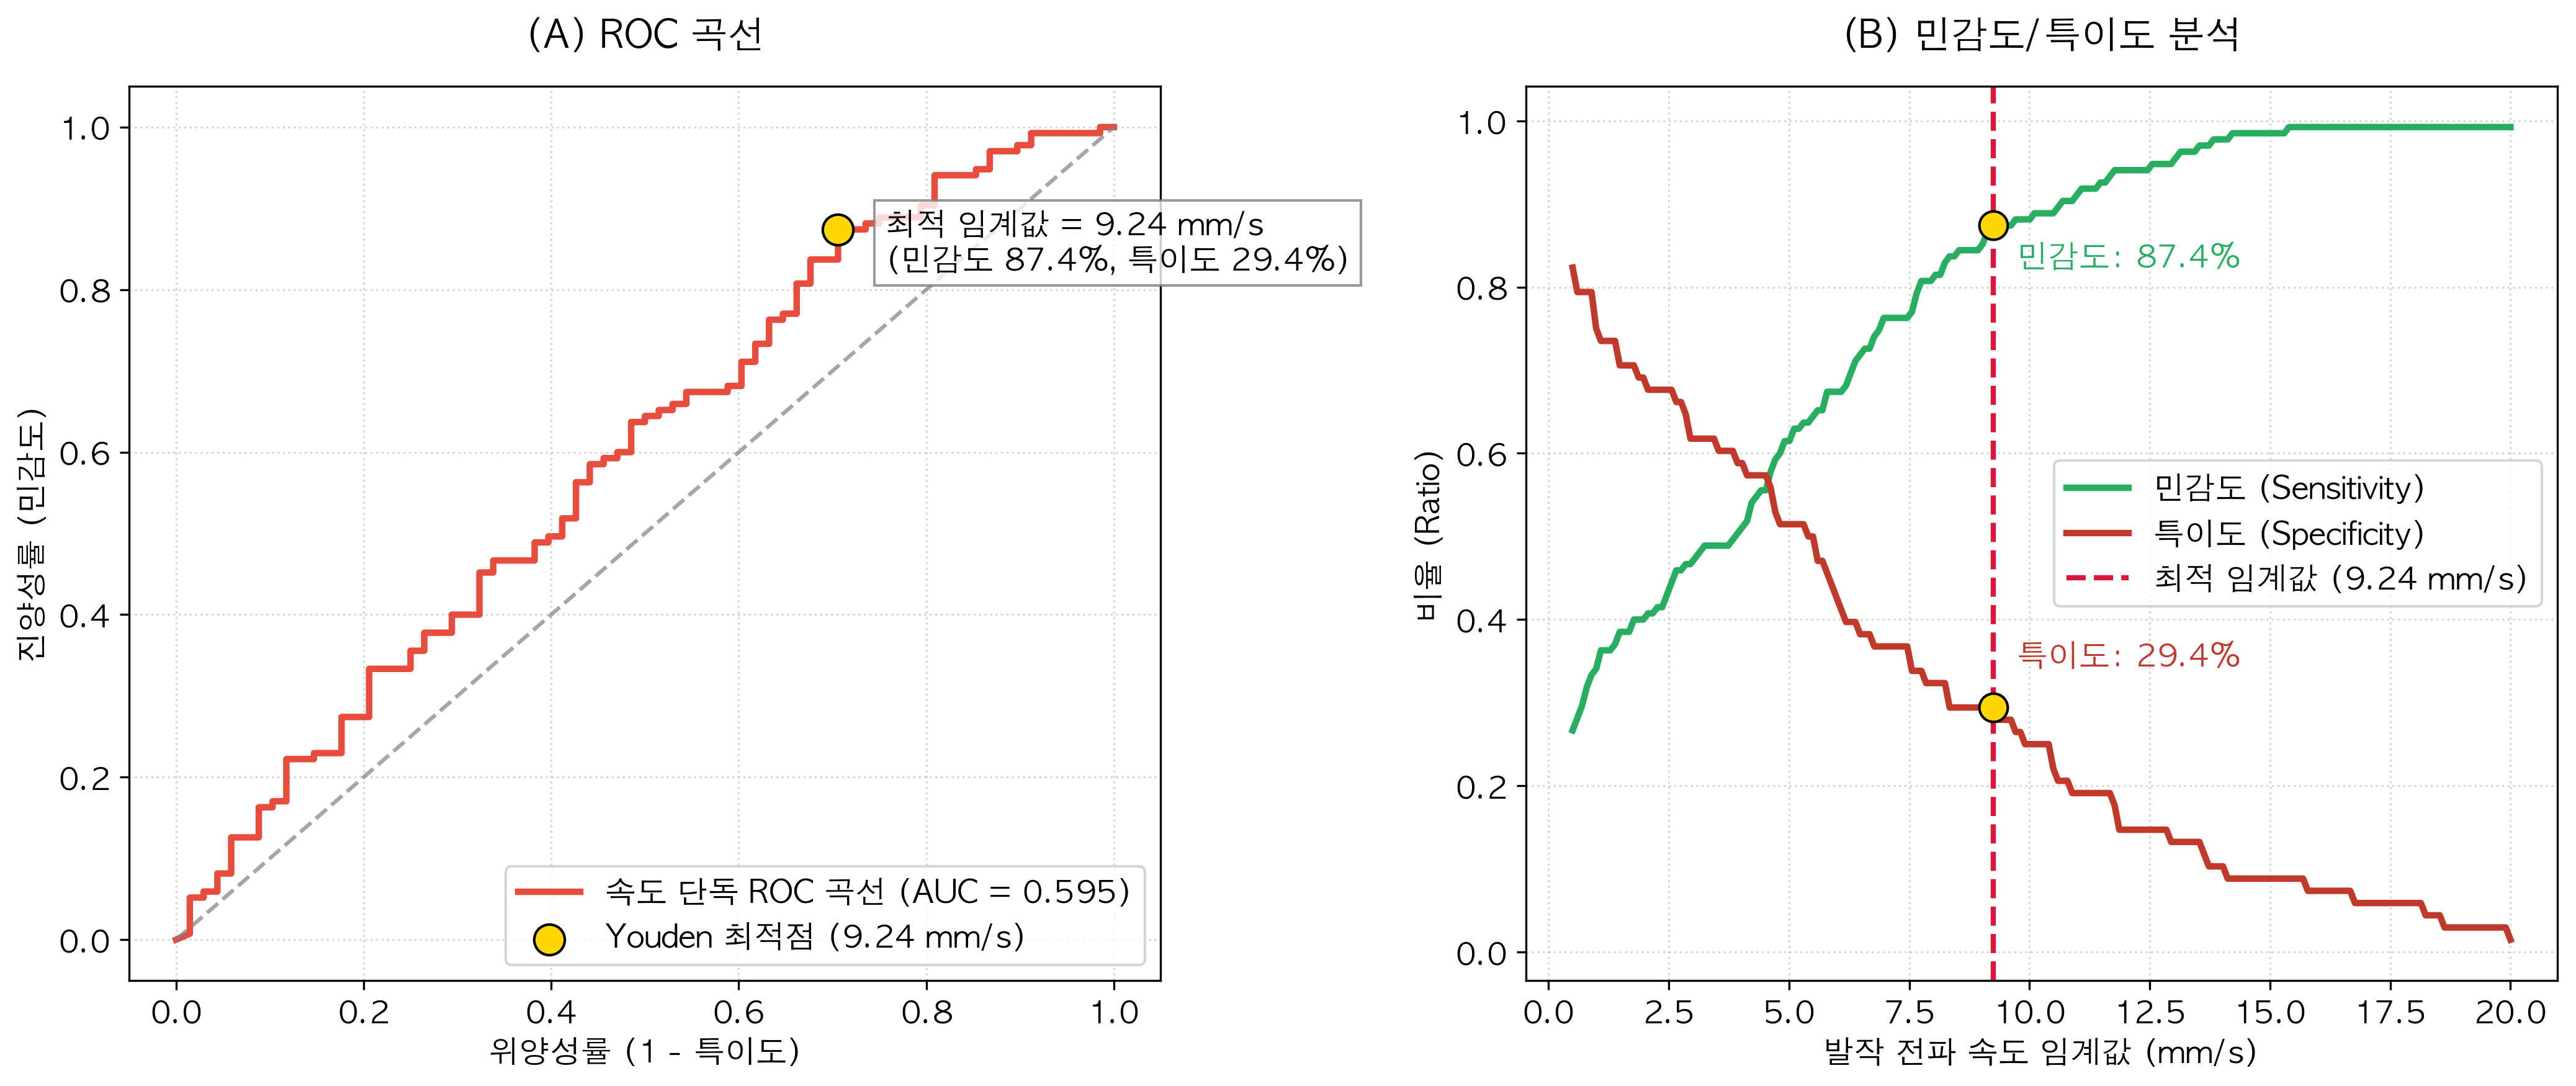 (A) ROC 곡선
진양성률 (민감도)
1.0
0.8
0.6
0.4
0.2
0.0
최적 임계값 = 9.24 mm/s
(민감도 87.4%, 특이도 29.4%)
속도 단독 ROC 곡선 (AUC = 0.595)
Youden 최적점 (9.24 mm/s)
0.0 0.2 0.4 0.6 0.8 1.0
위양성률 (1 - 특이도)
(B) 민감도/특이도 분석
비율 (Ratio)
1.0
0.8
0.6
0.4
0.2
0.0
민감도: 87.4%
민감도 (Sensitivity)
특이도 (Specificity)
최적 임계값 (9.24 mm/s)
특이도: 29.4%
0.0 2.5 5.0 7.5 10.0 12.5 15.0 17.5 20.0
발작 전파 속도 임계값 (mm/s)